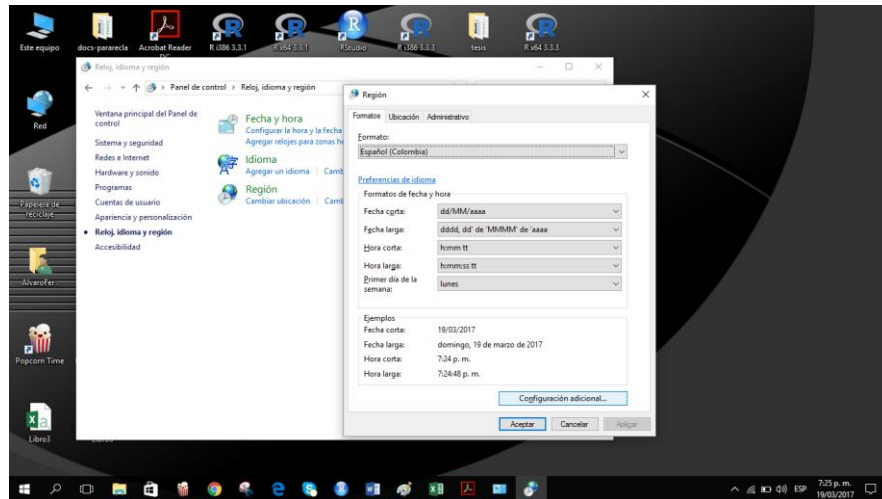 Este equipo
docs-pararecla
Acrobat Reader DC
R i386 3.3.1
R x64 3.3.1
RStudio
R i386 3.3.3
tesis
R x64 3.3.3
Red
Papelera de reciclaje
AlvaroFer...
Popcorn Time
Libro3
Reloj, idioma y región
Panel de control > Reloj, idioma y región
Ventana principal del Panel de control
Sistema y seguridad
Redes e Internet
Hardware y sonido
Programas
Cuentas de usuario
Apariencia y personalización
Reloj, idioma y región
Accesibilidad
Fecha y hora
Configurar la hora y la fecha
Agregar relojes para zonas h
Idioma
Agregar un idioma | Camb
Región
Cambiar ubicación | Camb
Región
Formatos Ubicación Administrativo
Formato:
Español (Colombia)
Preferencias de idioma
Formatos de fecha y hora
Fecha corta: dd/MM/aaaa
Fecha larga: dddd, dd' de 'MMMM' de 'aaaa
Hora corta: h:mm tt
Hora larga: h:mm:ss tt
Primer día de la semana: lunes
Ejemplos
Fecha corta: 19/03/2017
Fecha larga: domingo, 19 de marzo de 2017
Hora corta: 7:24 p. m.
Hora larga: 7:24:48 p. m.
Configuración adicional...
Aceptar Cancelar Aplicar
ESP
7:25 p. m.
19/03/2017